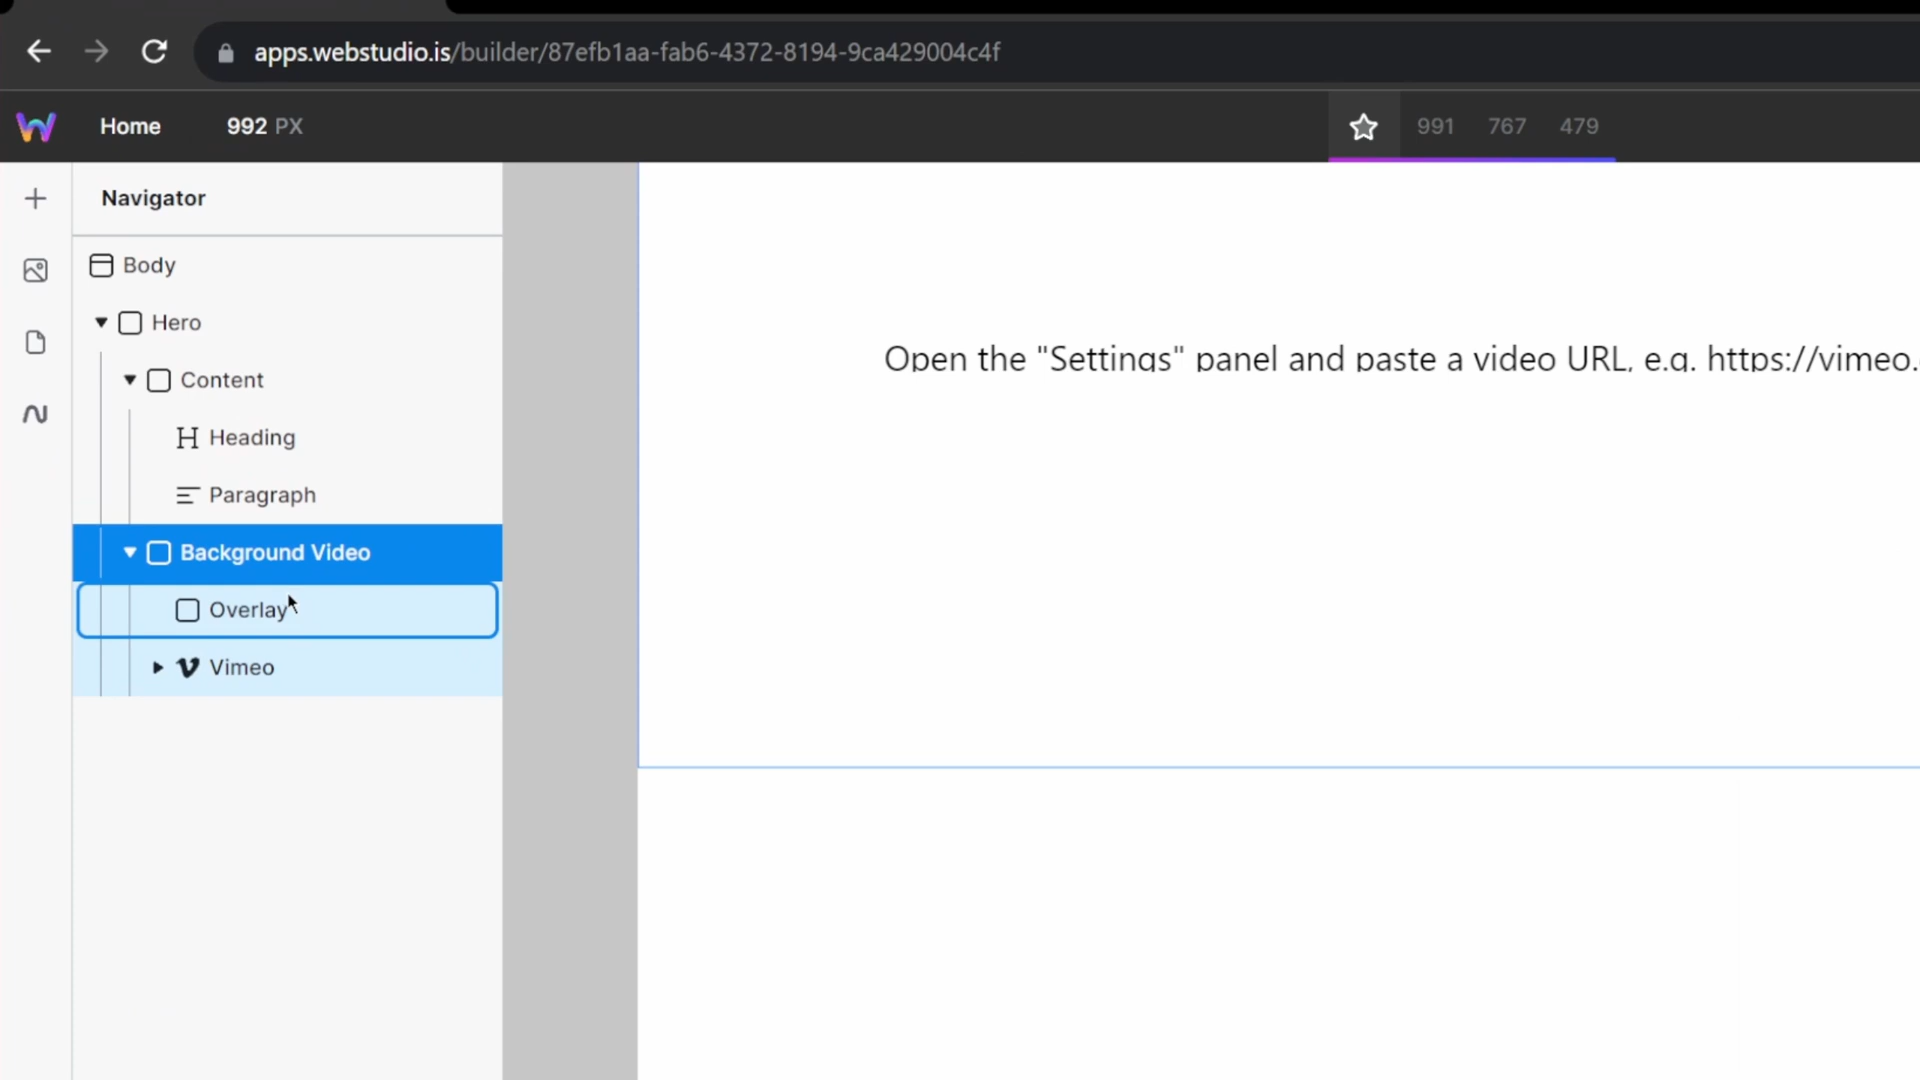 apps.webstudio.is/builder/87efb1aa-fab6-4372-8194-9ca429004c4f
Home 992 PX 991 767 479
Navigator
Body
Hero
Content
Heading
Paragraph
Background Video
Overlay
Vimeo
Open the "Settings" panel and paste a video URL, e.g. https://vimeo.